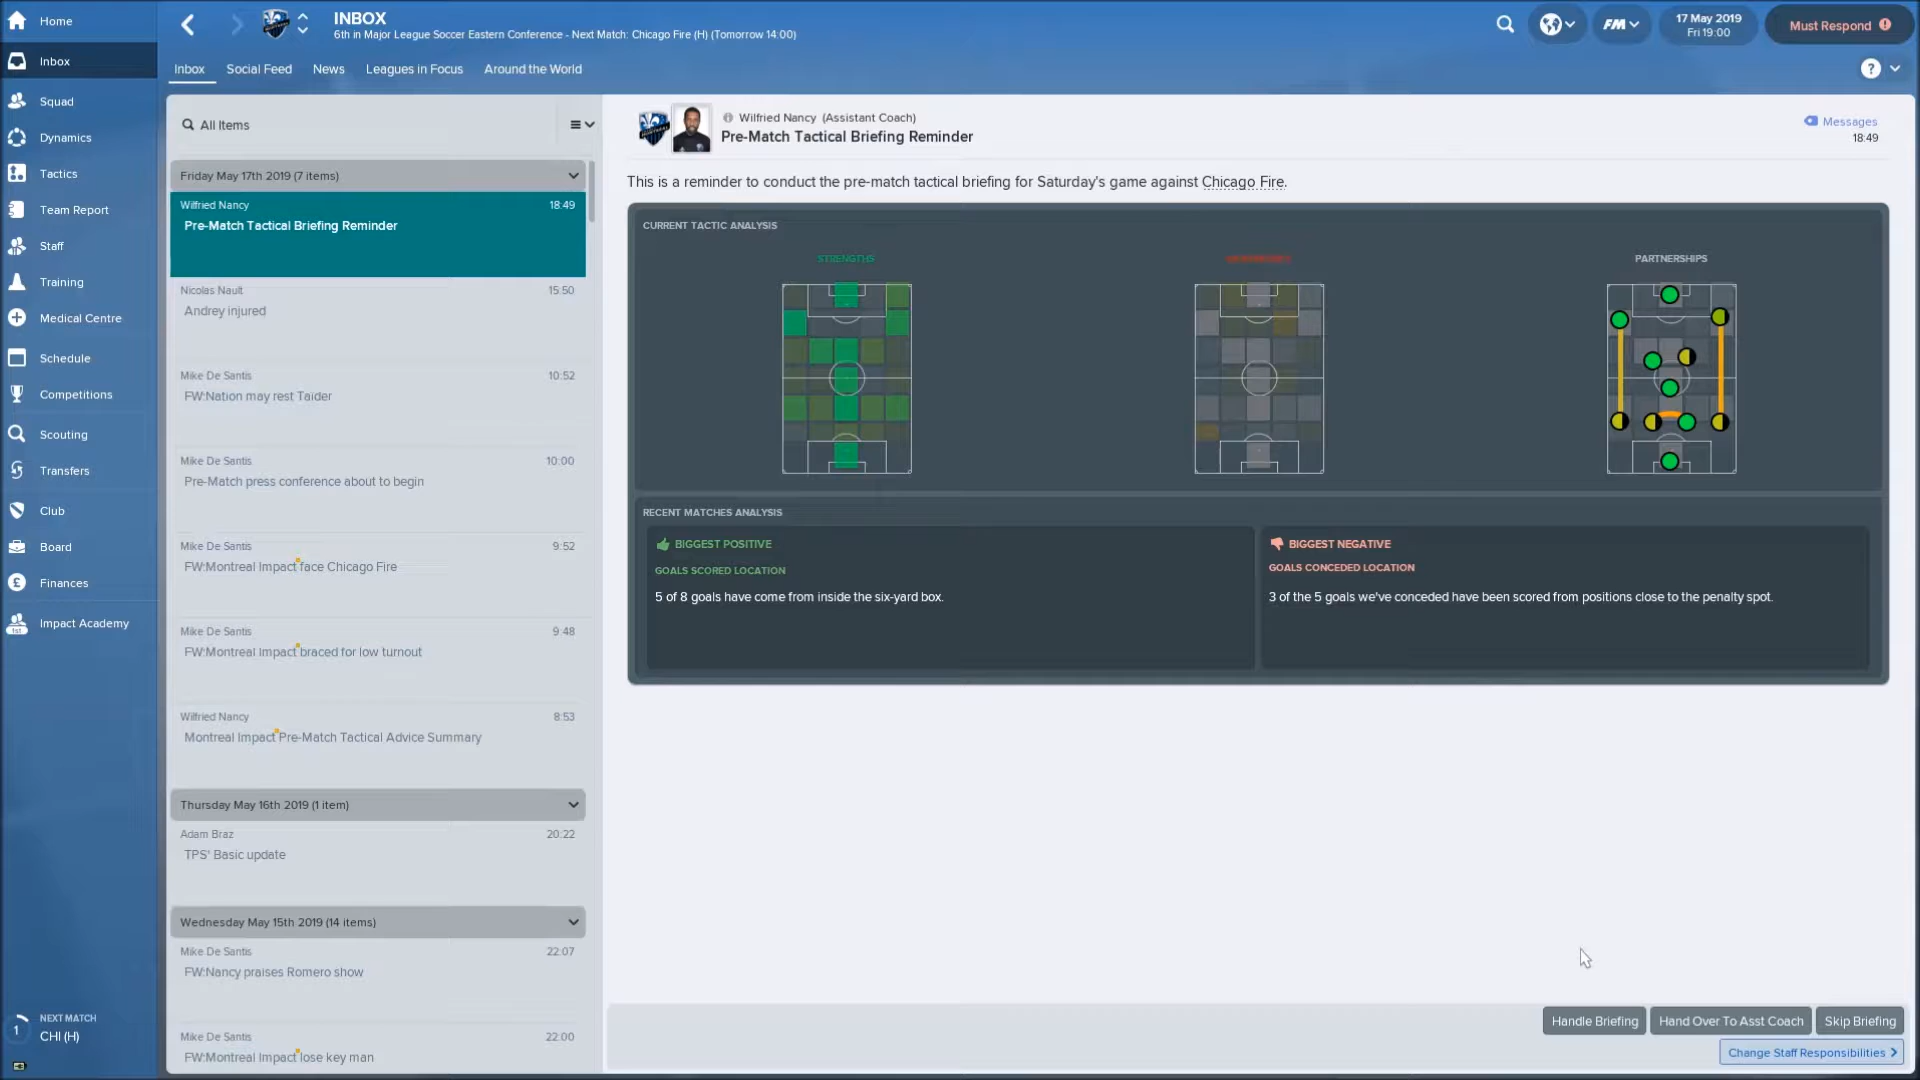 Home
Inbox
Squad
Dynamics
Tactics
Team Report
Staff
Training
Medical Centre
Schedule
Competitions
Scouting
Transfers
Club
Board
Finances
Impact Academy
1
NEXT MATCH
CHI (H)
INBOX
6th in Major League Soccer Eastern Conference - Next Match: Chicago Fire (H) (Tomorrow 14:00)
FM
17 May 2019
Fri 19:00
Must Respond
Inbox Social Feed News Leagues in Focus Around the World
?
All Items
Friday May 17th 2019 (7 items)
Wilfried Nancy 18:49
Pre-Match Tactical Briefing Reminder
Nicolas Nault 15:50
Andrey injured
Mike De Santis 10:52
FW:Nation may rest Taïder
Mike De Santis 10:00
Pre-Match press conference about to begin
Mike De Santis 9:52
FW:Montreal Impact face Chicago Fire
Mike De Santis 9:48
FW:Montreal Impact braced for low turnout
Wilfried Nancy 8:53
Montreal Impact Pre-Match Tactical Advice Summary
Thursday May 16th 2019 (1 item)
Adam Braz 20:22
TPS' Basic update
Wednesday May 15th 2019 (14 items)
Mike De Santis 22:07
FW:Nancy praises Romero show
Mike De Santis 22:00
FW:Montreal Impact lose key man
Wilfried Nancy (Assistant Coach)
Pre-Match Tactical Briefing Reminder
Messages
18:49
This is a reminder to conduct the pre-match tactical briefing for Saturday's game against Chicago Fire.
CURRENT TACTIC ANALYSIS
STRENGTHS
PARTNERSHIPS
RECENT MATCHES ANALYSIS
BIGGEST POSITIVE
GOALS SCORED LOCATION
5 of 8 goals have come from inside the six-yard box.
BIGGEST NEGATIVE
GOALS CONCEDED LOCATION
3 of the 5 goals we've conceded have been scored from positions close to the penalty spot.
Handle Briefing Hand Over To Asst Coach Skip Briefing
Change Staff Responsibilities